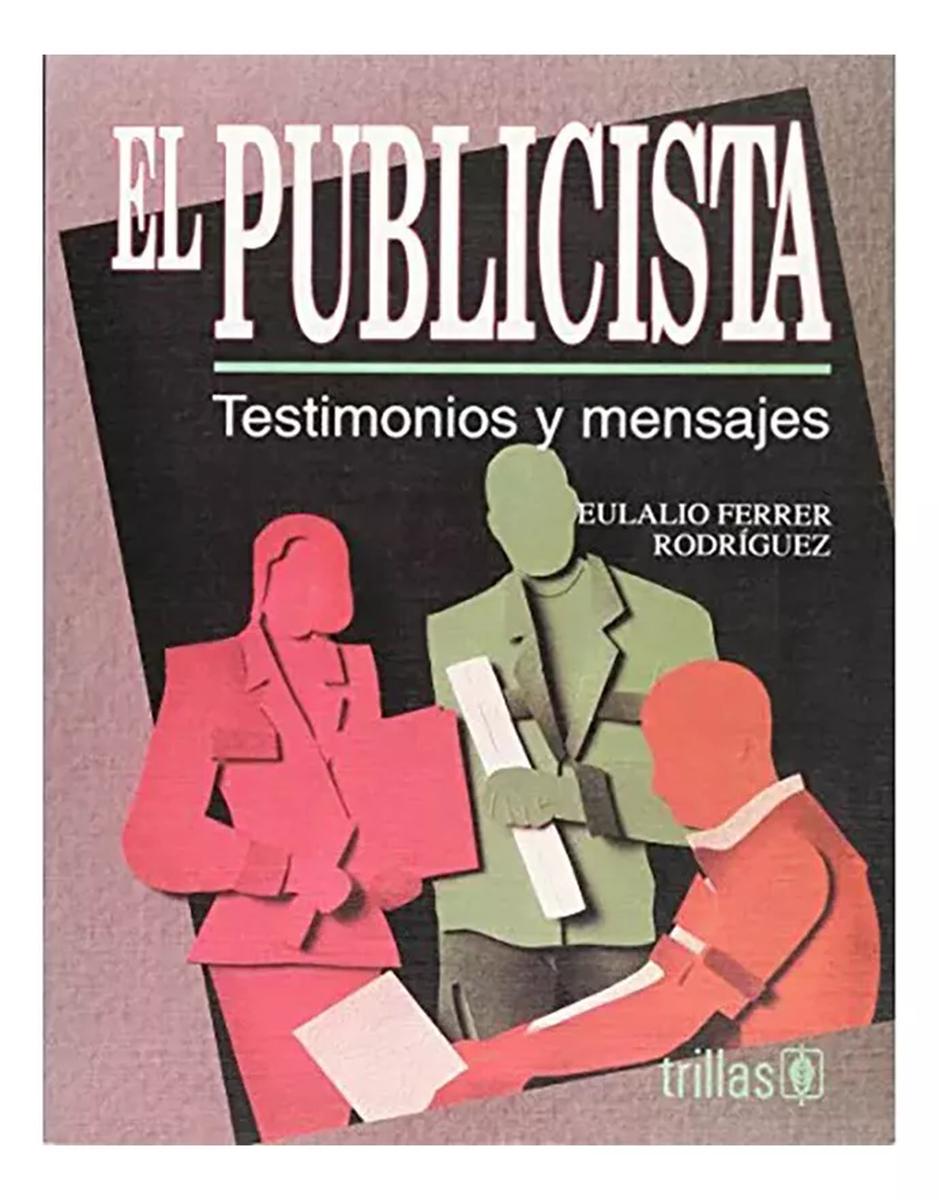 EL PUBLICISTA
Testimonios y mensajes
EULALIO FERRER
RODRÍGUEZ
trillas